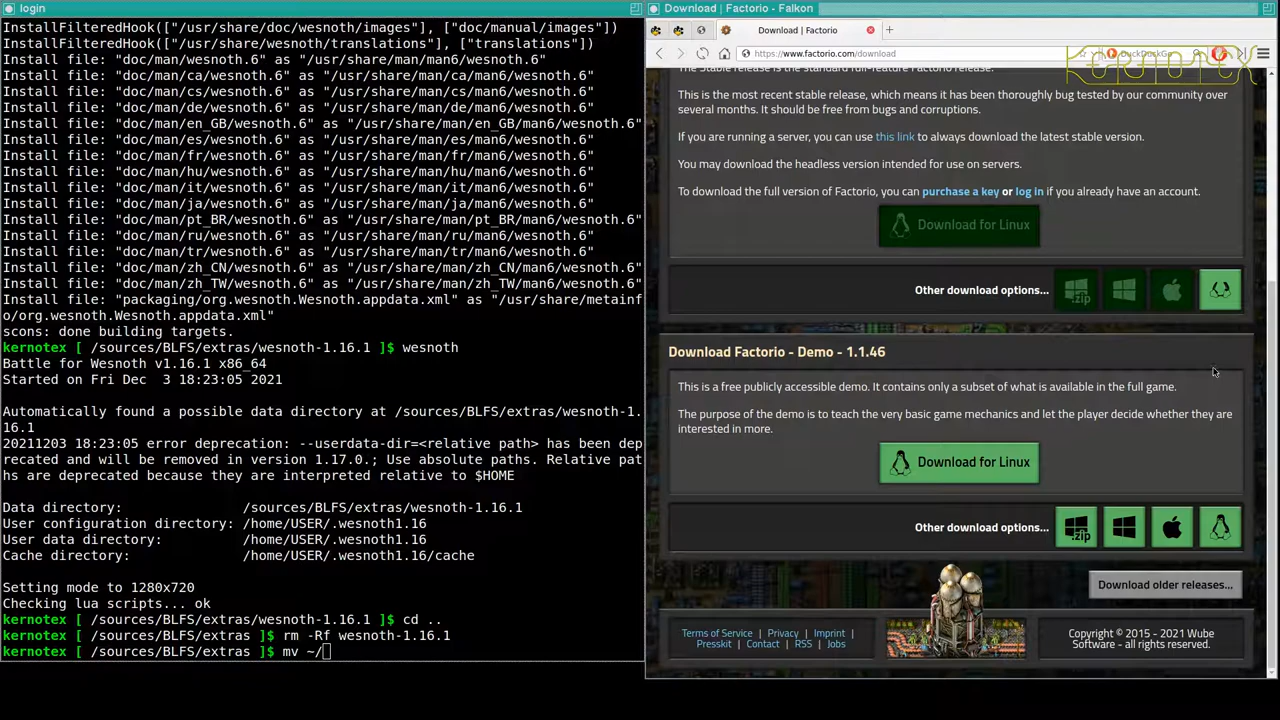 login
InstallFilteredHook(["/usr/share/doc/wesnoth/images"], ["doc/manual/images"])
InstallFilteredHook(["/usr/share/wesnoth/translations"], ["translations"])
Install file: "doc/man/wesnoth.6" as "/usr/share/man/man6/wesnoth.6"
Install file: "doc/man/ca/wesnoth.6" as "/usr/share/man/ca/man6/wesnoth.6"
Install file: "doc/man/cs/wesnoth.6" as "/usr/share/man/cs/man6/wesnoth.6"
Install file: "doc/man/de/wesnoth.6" as "/usr/share/man/de/man6/wesnoth.6"
Install file: "doc/man/en_GB/wesnoth.6" as "/usr/share/man/en_GB/man6/wesnoth.6"
Install file: "doc/man/es/wesnoth.6" as "/usr/share/man/es/man6/wesnoth.6"
Install file: "doc/man/fr/wesnoth.6" as "/usr/share/man/fr/man6/wesnoth.6"
Install file: "doc/man/hu/wesnoth.6" as "/usr/share/man/hu/man6/wesnoth.6"
Install file: "doc/man/it/wesnoth.6" as "/usr/share/man/it/man6/wesnoth.6"
Install file: "doc/man/ja/wesnoth.6" as "/usr/share/man/ja/man6/wesnoth.6"
Install file: "doc/man/pt_BR/wesnoth.6" as "/usr/share/man/pt_BR/man6/wesnoth.6"
Install file: "doc/man/ru/wesnoth.6" as "/usr/share/man/ru/man6/wesnoth.6"
Install file: "doc/man/tr/wesnoth.6" as "/usr/share/man/tr/man6/wesnoth.6"
Install file: "doc/man/zh_CN/wesnoth.6" as "/usr/share/man/zh_CN/man6/wesnoth.6"
Install file: "doc/man/zh_TW/wesnoth.6" as "/usr/share/man/zh_TW/man6/wesnoth.6"
Install file: "packaging/org.wesnoth.Wesnoth.appdata.xml" as "/usr/share/metainf
o/org.wesnoth.Wesnoth.appdata.xml"
scons: done building targets.
kernotex [ /sources/BLFS/extras/wesnoth-1.16.1 ]$ wesnoth
Battle for Wesnoth v1.16.1 x86_64
Started on Fri Dec  3 18:23:05 2021
Automatically found a possible data directory at /sources/BLFS/extras/wesnoth-1.
16.1
20211203 18:23:05 error deprecation: --userdata-dir=<relative path> has been dep
recated and will be removed in version 1.17.0.; Use absolute paths. Relative pat
hs are deprecated because they are interpreted relative to $HOME
Data directory:               /sources/BLFS/extras/wesnoth-1.16.1
User configuration directory: /home/USER/.wesnoth1.16
User data directory:          /home/USER/.wesnoth1.16
Cache directory:              /home/USER/.wesnoth1.16/cache
Setting mode to 1280x720
Checking lua scripts... ok
kernotex [ /sources/BLFS/extras/wesnoth-1.16.1 ]$ cd ..
kernotex [ /sources/BLFS/extras ]$ rm -Rf wesnoth-1.16.1
kernotex [ /sources/BLFS/extras ]$ mv ~/
Download | Factorio - Falkon
Download | Factorio
https://www.factorio.com/download
DuckDuckGo
Kernotex
The stable release is the standard full-feature Factorio release.
This is the most recent stable release, which means it has been thoroughly bug tested by our community over
several months. It should be free from bugs and corruptions.
If you are running a server, you can use this link to always download the latest stable version.
You may download the headless version intended for use on servers.
To download the full version of Factorio, you can purchase a key or log in if you already have an account.
Download for Linux
Other download options...
.zip
Download Factorio - Demo - 1.1.46
This is a free publicly accessible demo. It contains only a subset of what is available in the full game.
The purpose of the demo is to teach the very basic game mechanics and let the player decide whether they are
interested in more.
Download for Linux
Other download options...
.zip
Download older releases...
Terms of Service | Privacy | Imprint |
Presskit | Contact | RSS | Jobs
Copyright © 2015 - 2021 Wube
Software - all rights reserved.